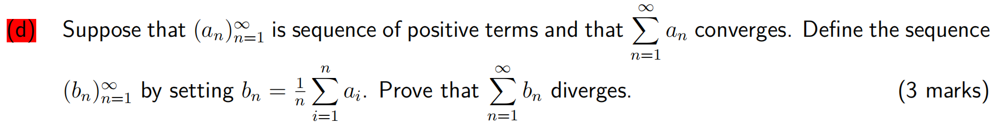 (d) Suppose that $(a_n)_{n=1}^{\infty}$ is sequence of positive terms and that $\sum_{n=1}^{\infty} a_n$ converges. Define the sequence
$(b_n)_{n=1}^{\infty}$ by setting $b_n = \frac{1}{n} \sum_{i=1}^{n} a_i$. Prove that $\sum_{n=1}^{\infty} b_n$ diverges. (3 marks)